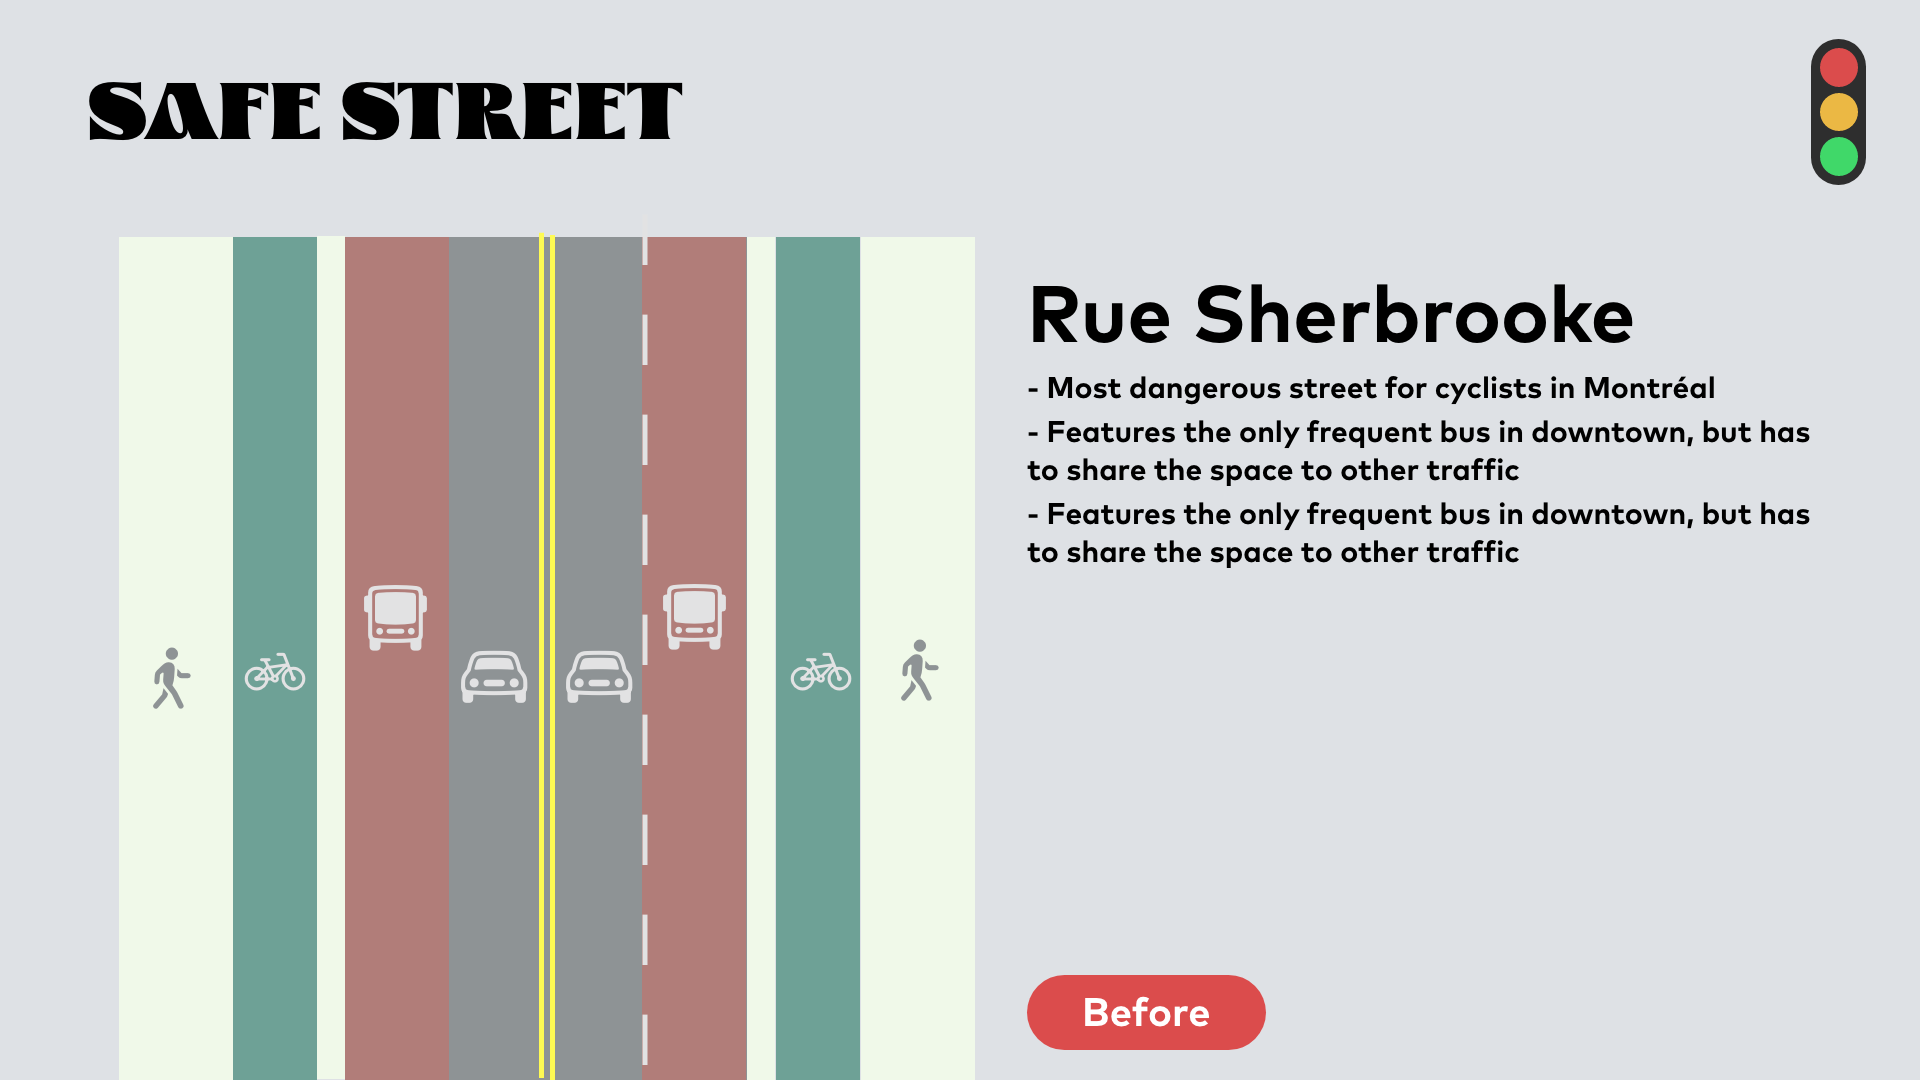 SAFE STREET
Rue Sherbrooke
- Most dangerous street for cyclists in Montréal
- Features the only frequent bus in downtown, but has
to share the space to other traffic
- Features the only frequent bus in downtown, but has
to share the space to other traffic
Before